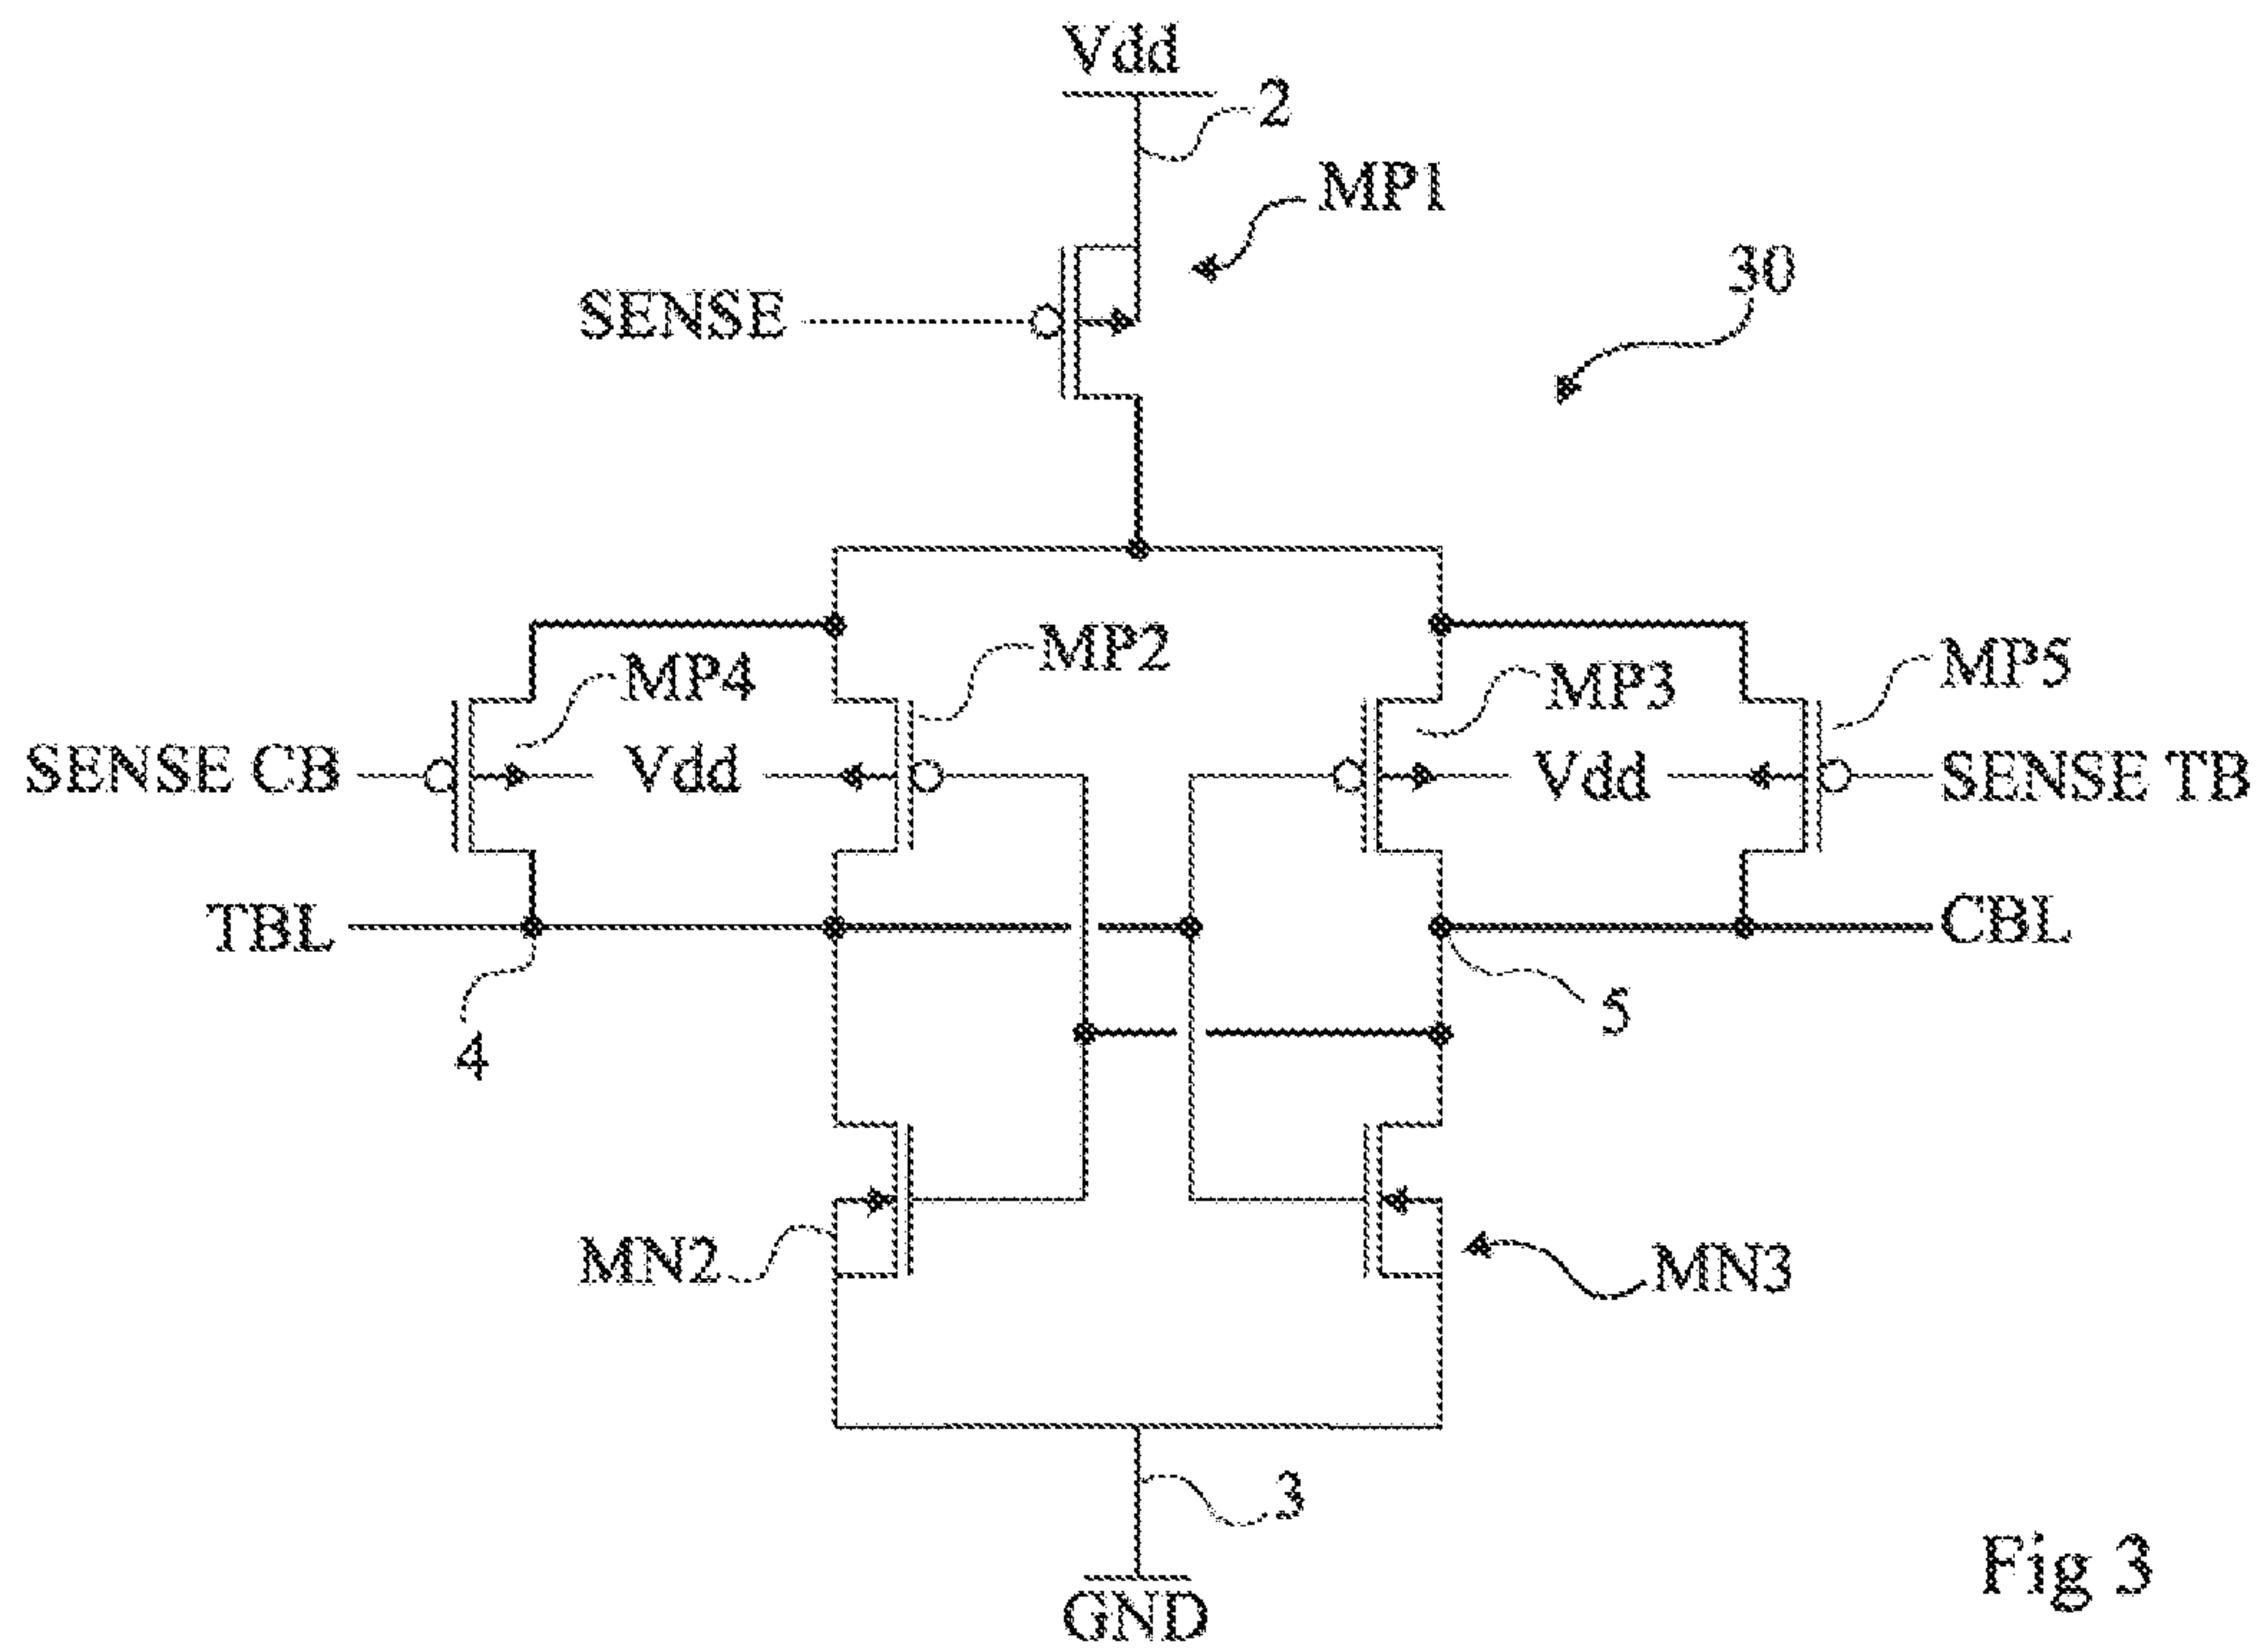 Vdd
2
MP1
30
SENSE
MP4
MP2
MP3
MP5
SENSE CB
Vdd
Vdd
SENSE TB
TBL
CBL
4
5
MN2
MN3
3
GND
Fig 3